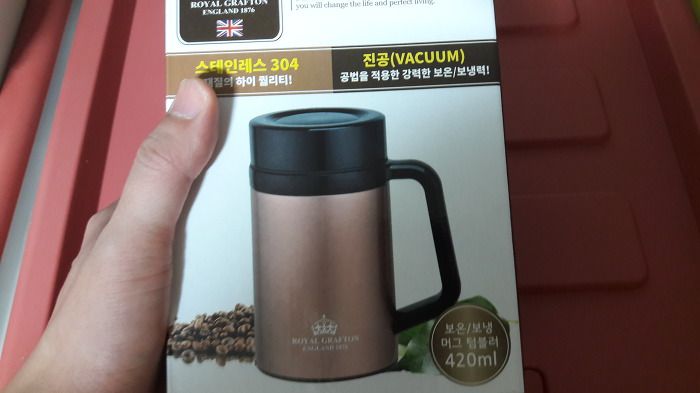 ROYAL GRAFTON
ENGLAND 1876
you will change the life and perfect living.
스테인레스 304
재질의 하이 퀄리티!
진공(VACUUM)
공법을 적용한 강력한 보온/보냉력!
ROYAL GRAFTON
ENGLAND 1876
보온/보냉
머그 텀블러
420ml